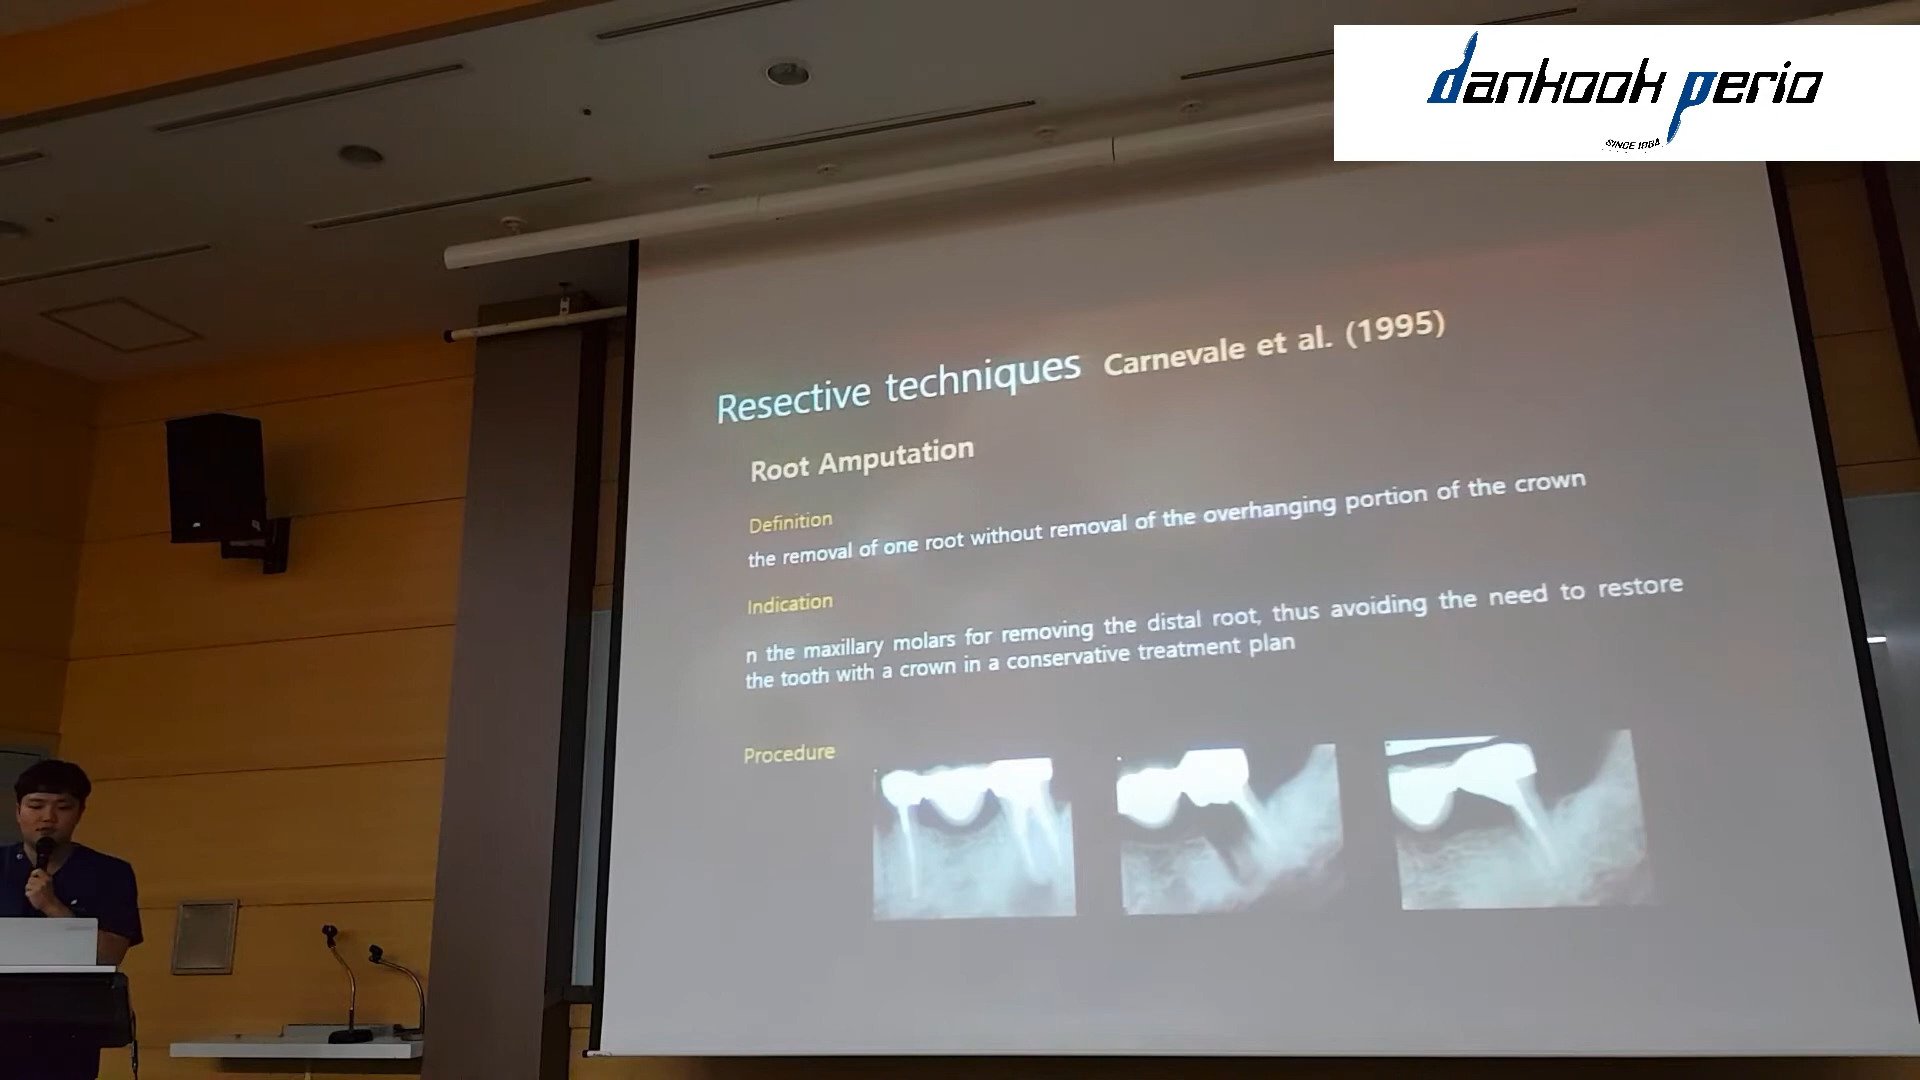 dankook perio
SINCE 1984
Resective techniques Carnevale et al. (1995)
Root Amputation
Definition
the removal of one root without removal of the overhanging portion of the crown
Indication
n the maxillary molars for removing the distal root, thus avoiding the need to restore
the tooth with a crown in a conservative treatment plan
Procedure